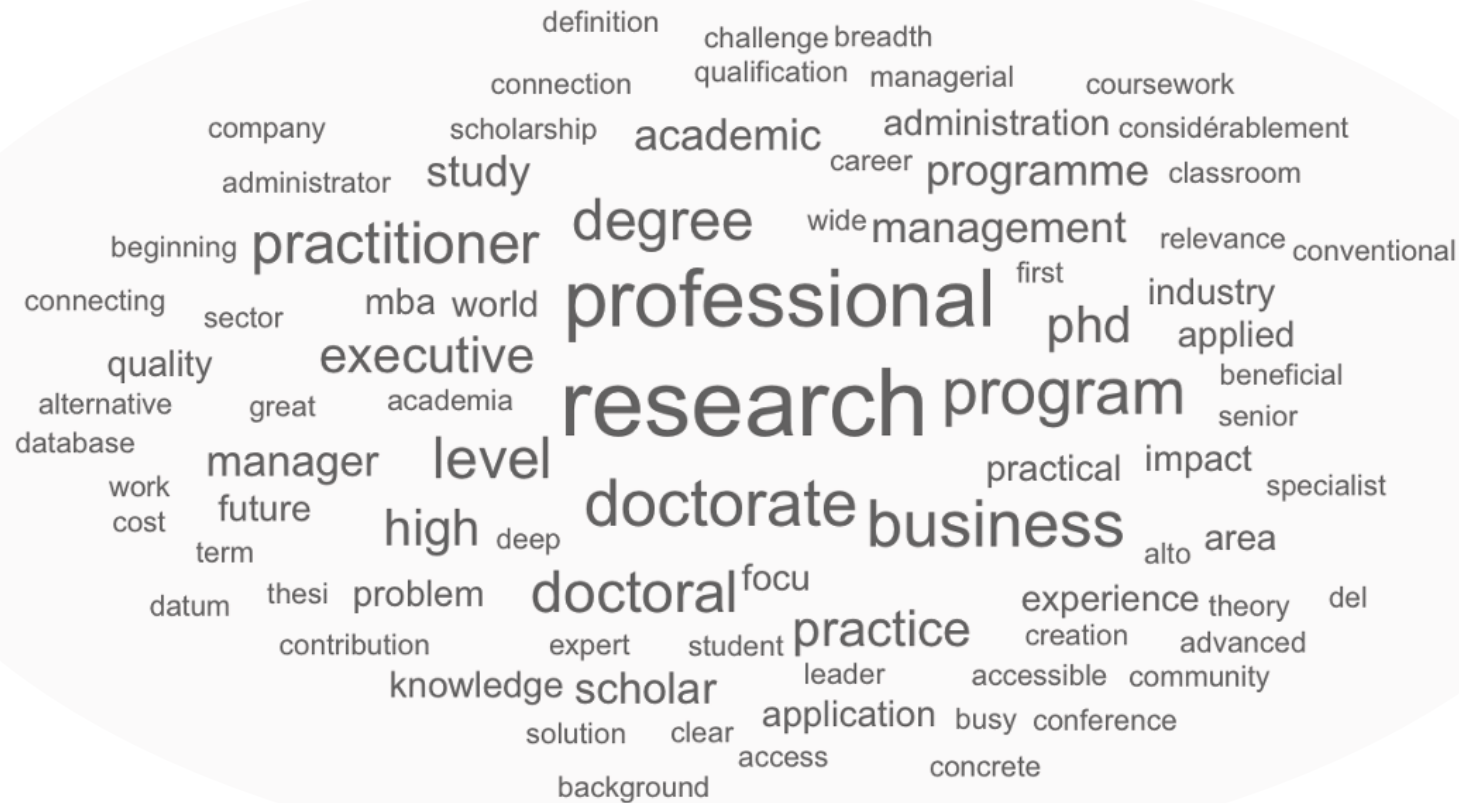 definition
challenge breadth
connection qualification managerial coursework
company scholarship academic administration considérablement
administrator study career programme classroom
beginning practitioner degree wide management relevance conventional
connecting sector mba world professional first industry
quality executive phd applied
alternative great academia research program beneficial
database senior
manager level practical impact
work specialist
cost future high deep doctorate business area
term alto
datum thesi problem doctoral focu experience theory del
contribution expert student practice creation advanced
knowledge scholar leader accessible community
solution clear application busy conference
access
background concrete